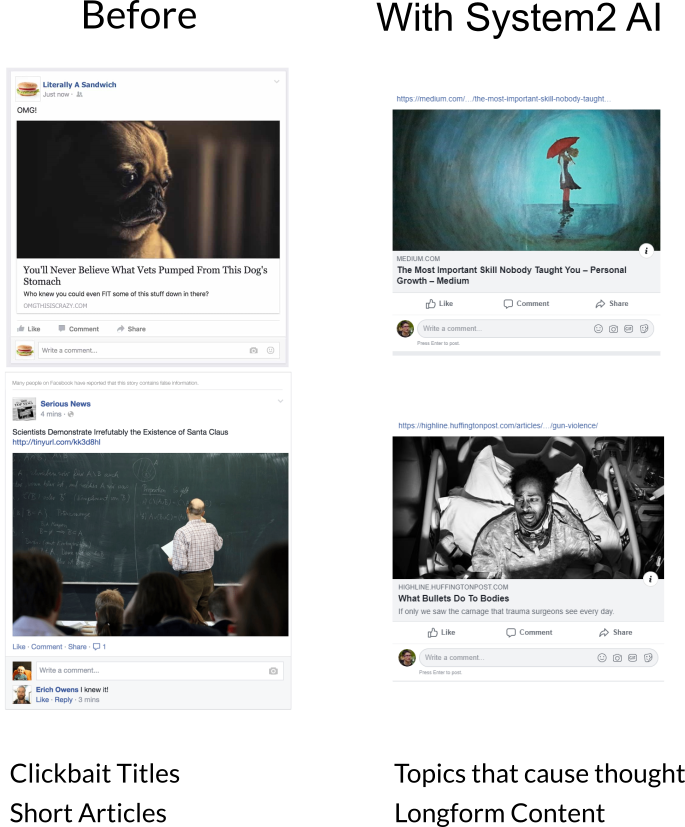 Before
With System2 AI
Literally A Sandwich
Just now ·
OMG!
You'll Never Believe What Vets Pumped From This Dog's
Stomach
Who knew you could even FIT some of this stuff down in there?
OMGTHISISCRAZY.COM
Like Comment Share
Write a comment...
Many people on Facebook have reported that this story contains false information.
Serious News
4 mins ·
Scientists Demonstrate Irrefutably the Existence of Santa Claus
http://tinyurl.com/kk3d8hl
Like · Comment · Share · 1
Write a comment...
Erich Owens I knew it!
Like · Reply · 3 mins
https://medium.com/…/the-most-important-skill-nobody-taught…
i
MEDIUM.COM
The Most Important Skill Nobody Taught You – Personal
Growth – Medium
Like Comment Share
Write a comment...
GIF
Press Enter to post.
https://highline.huffingtonpost.com/articles/…/gun-violence/
i
HIGHLINE.HUFFINGTONPOST.COM
What Bullets Do To Bodies
If only we saw the carnage that trauma surgeons see every day.
Like Comment Share
Write a comment...
GIF
Press Enter to post.
Clickbait Titles
Short Articles
Topics that cause thought
Longform Content